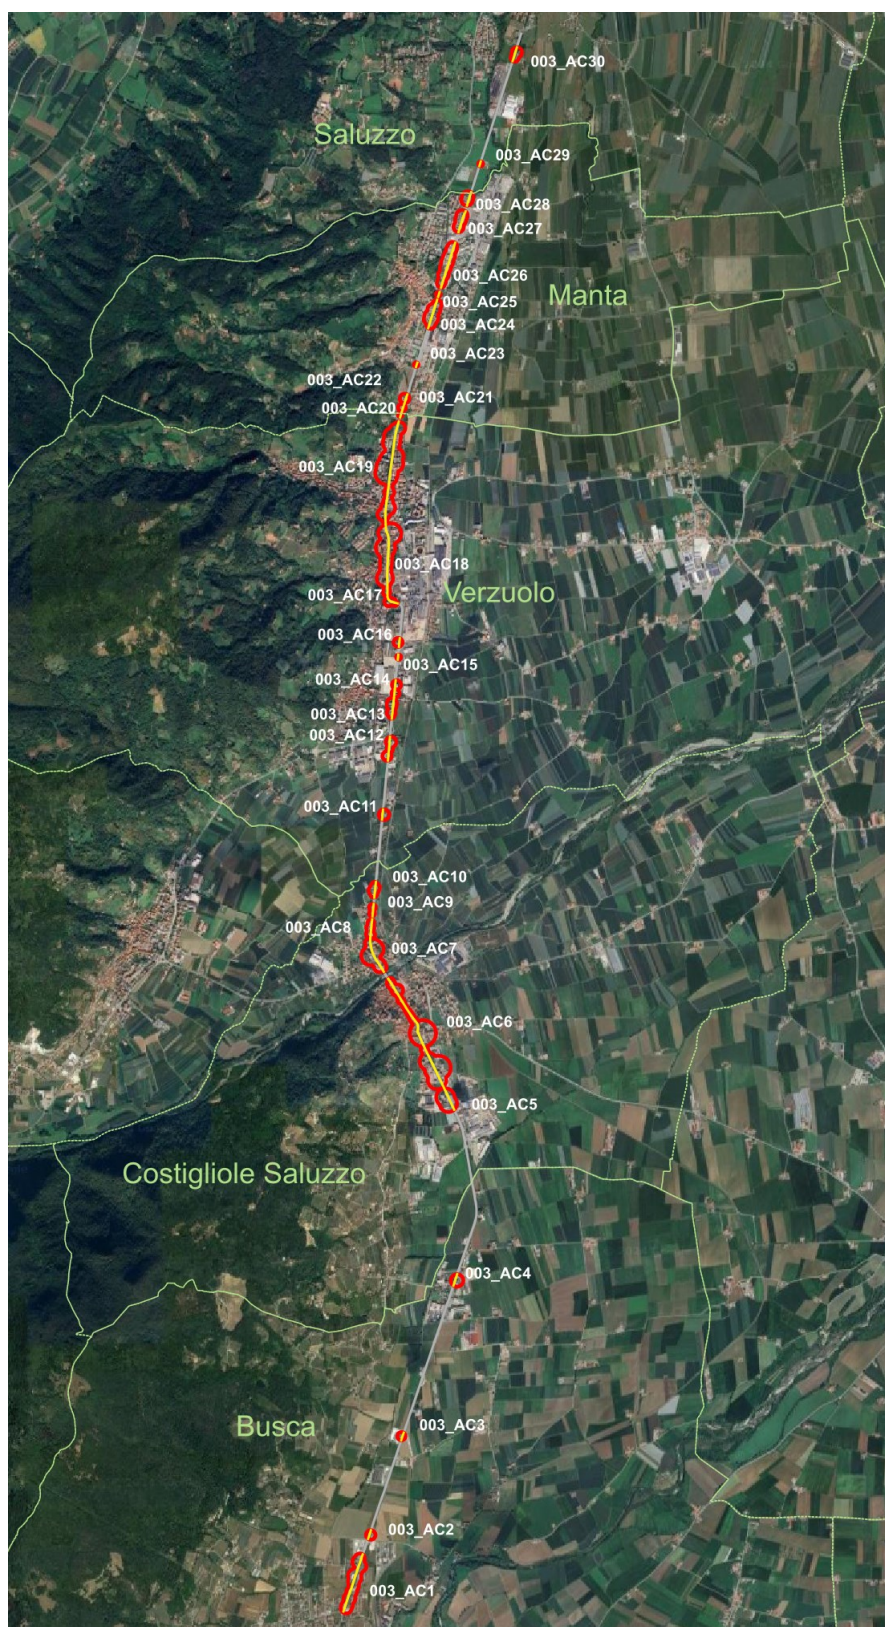 003_AC30
Saluzzo
003_AC29
003_AC28
003_AC27
003_AC26
Manta
003_AC25
003_AC24
003_AC23
003_AC22
003_AC21
003_AC20
003_AC19
003_AC18
Verzuolo
003_AC17
003_AC16
003_AC15
003_AC14
003_AC13
003_AC12
003_AC11
003_AC10
003_AC9
003_AC8
003_AC7
003_AC6
003_AC5
Costigliole Saluzzo
003_AC4
003_AC3
Busca
003_AC2
003_AC1